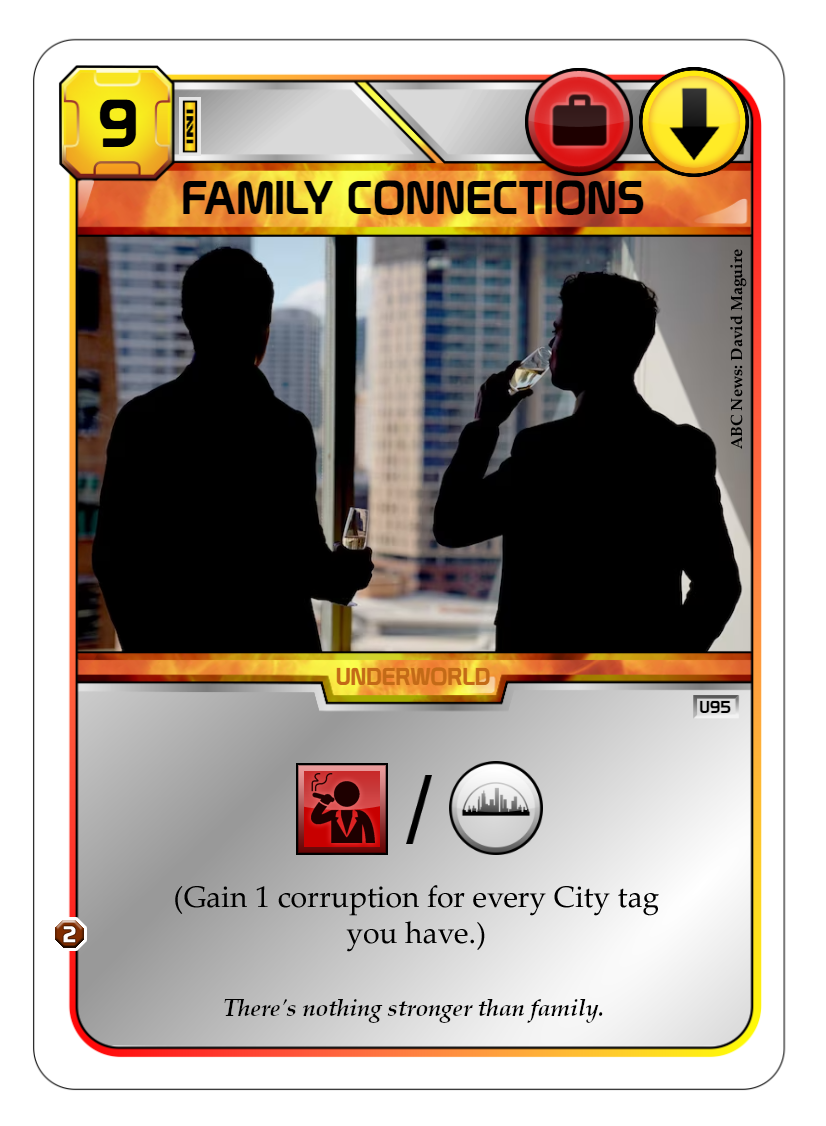 9
FAMILY CONNECTIONS
ABC News: David Maguire
UNDERWORLD
U95
/
(Gain 1 corruption for every City tag
you have.)
2
There's nothing stronger than family.